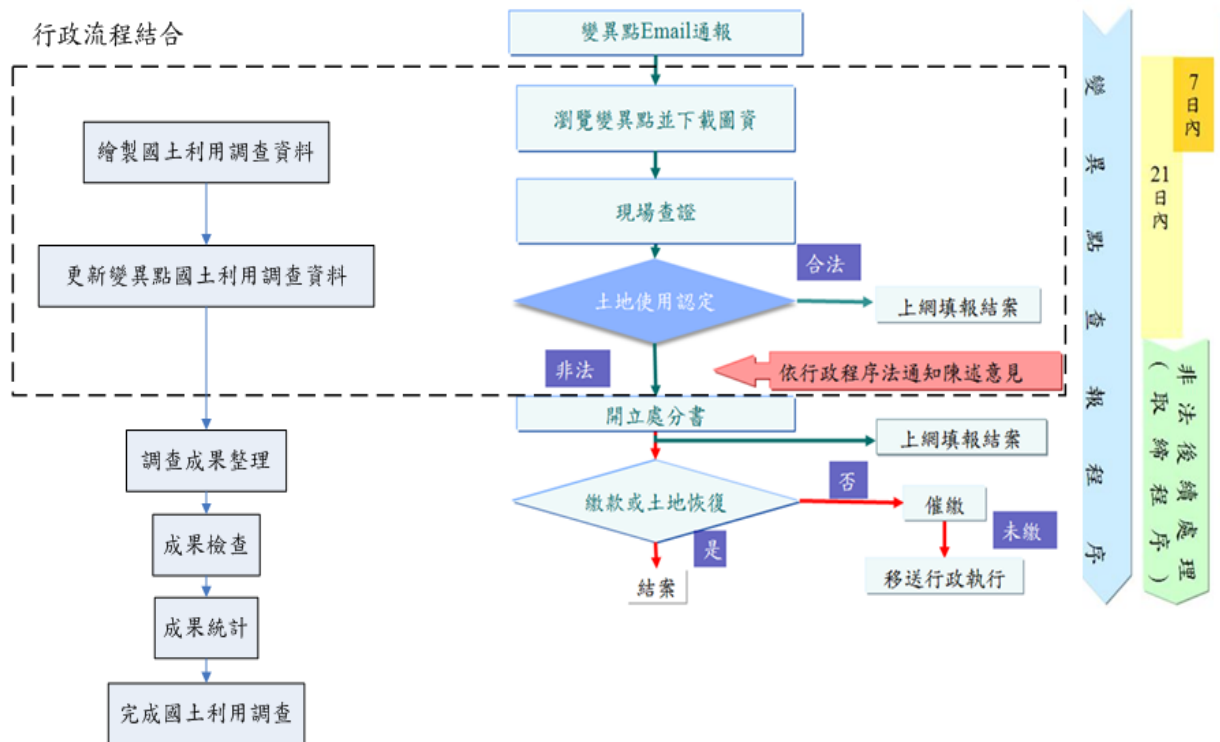 行政流程結合
變異點Email通報
瀏覽變異點並下載圖資
繪製國土利用調查資料
現場查證
更新變異點國土利用調查資料
合法
土地使用認定
上網填報結案
非法
依行政程序法通知陳述意見
開立處分書
上網填報結案
調查成果整理
繳款或土地恢復
否
催繳
未繳
是
成果檢查
結案
移送行政執行
成果統計
完成國土利用調查
變異點查報程序
7
日
內
21
日
內
非法後續處理
(取締程序)